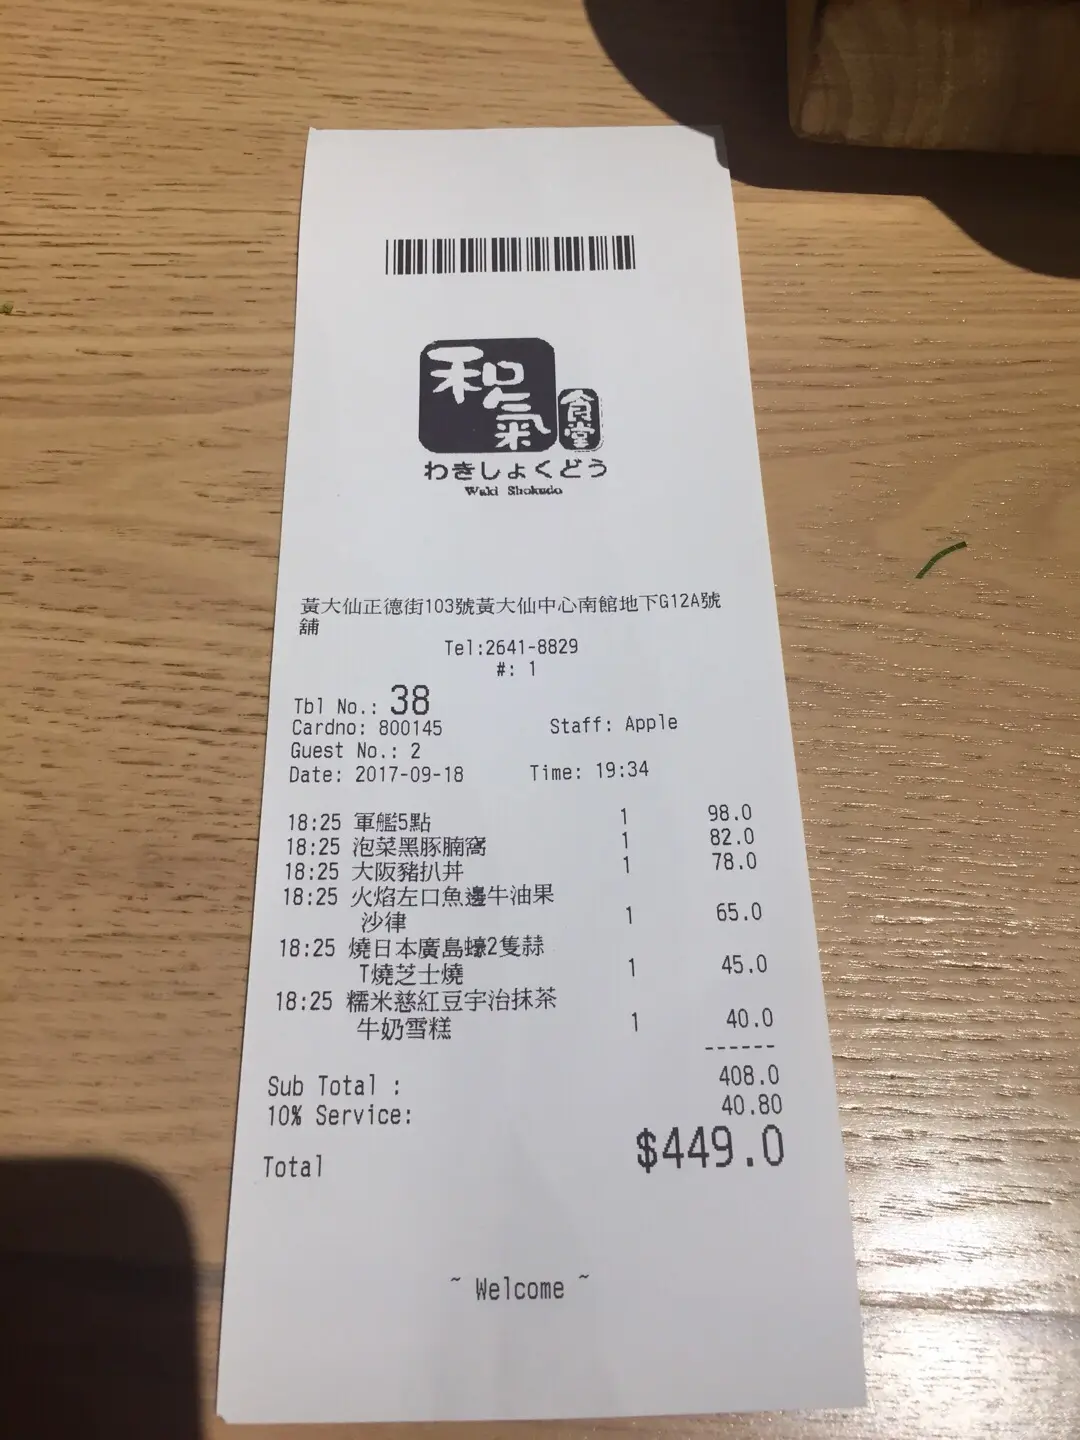 和氣
食堂
わきしょくどう
Waki Shokudo
黃大仙正德街103號黃大仙中心南館地下G12A號
舖
Tel:2641-8829
#: 1
Tbl No.: 38
Cardno: 800145 Staff: Apple
Guest No.: 2
Date: 2017-09-18 Time: 19:34
18:25 軍艦5點 1 98.0
18:25 泡菜黑豚腩窩 1 82.0
18:25 大阪豬扒丼 1 78.0
18:25 火焰左口魚邊牛油果
沙律 1 65.0
18:25 燒日本廣島蠔2隻赫
T燒芝士燒 1 45.0
18:25 糯米慈紅豆宇治抹茶
牛奶雪糕 1 40.0
------
Sub Total : 408.0
10% Service: 40.80
Total $449.0
~ Welcome ~